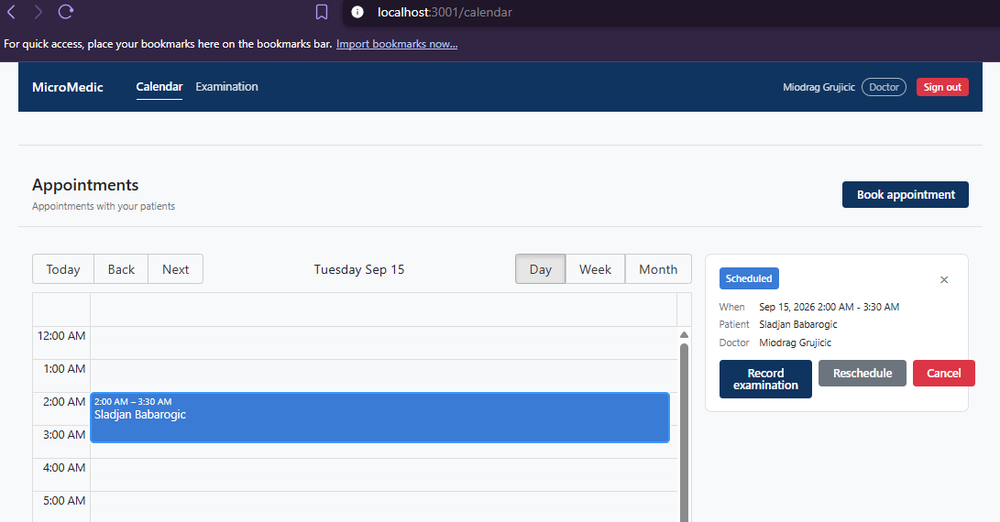 localhost:3001/calendar
For quick access, place your bookmarks here on the bookmarks bar. Import bookmarks now...
MicroMedic Calendar Examination Miodrag Grujicic Doctor Sign out
Appointments
Appointments with your patients
Book appointment
Today Back Next Tuesday Sep 15 Day Week Month
12:00 AM
1:00 AM
2:00 AM
3:00 AM
4:00 AM
5:00 AM
2:00 AM – 3:30 AM
Sladjan Babarogic
Scheduled ×
When Sep 15, 2026 2:00 AM - 3:30 AM
Patient Sladjan Babarogic
Doctor Miodrag Grujicic
Record examination
Reschedule
Cancel